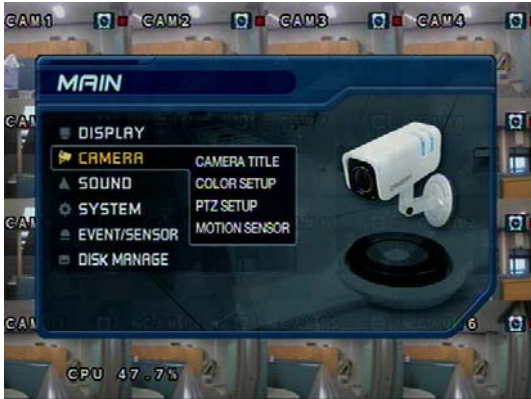 CAM1 CAM2 CAM3 CAM4
MAIN
DISPLAY
CAMERA
SOUND
SYSTEM
EVENT/SENSOR
DISK MANAGE
CAMERA TITLE
COLOR SETUP
PTZ SETUP
MOTION SENSOR
CPU 47.7%